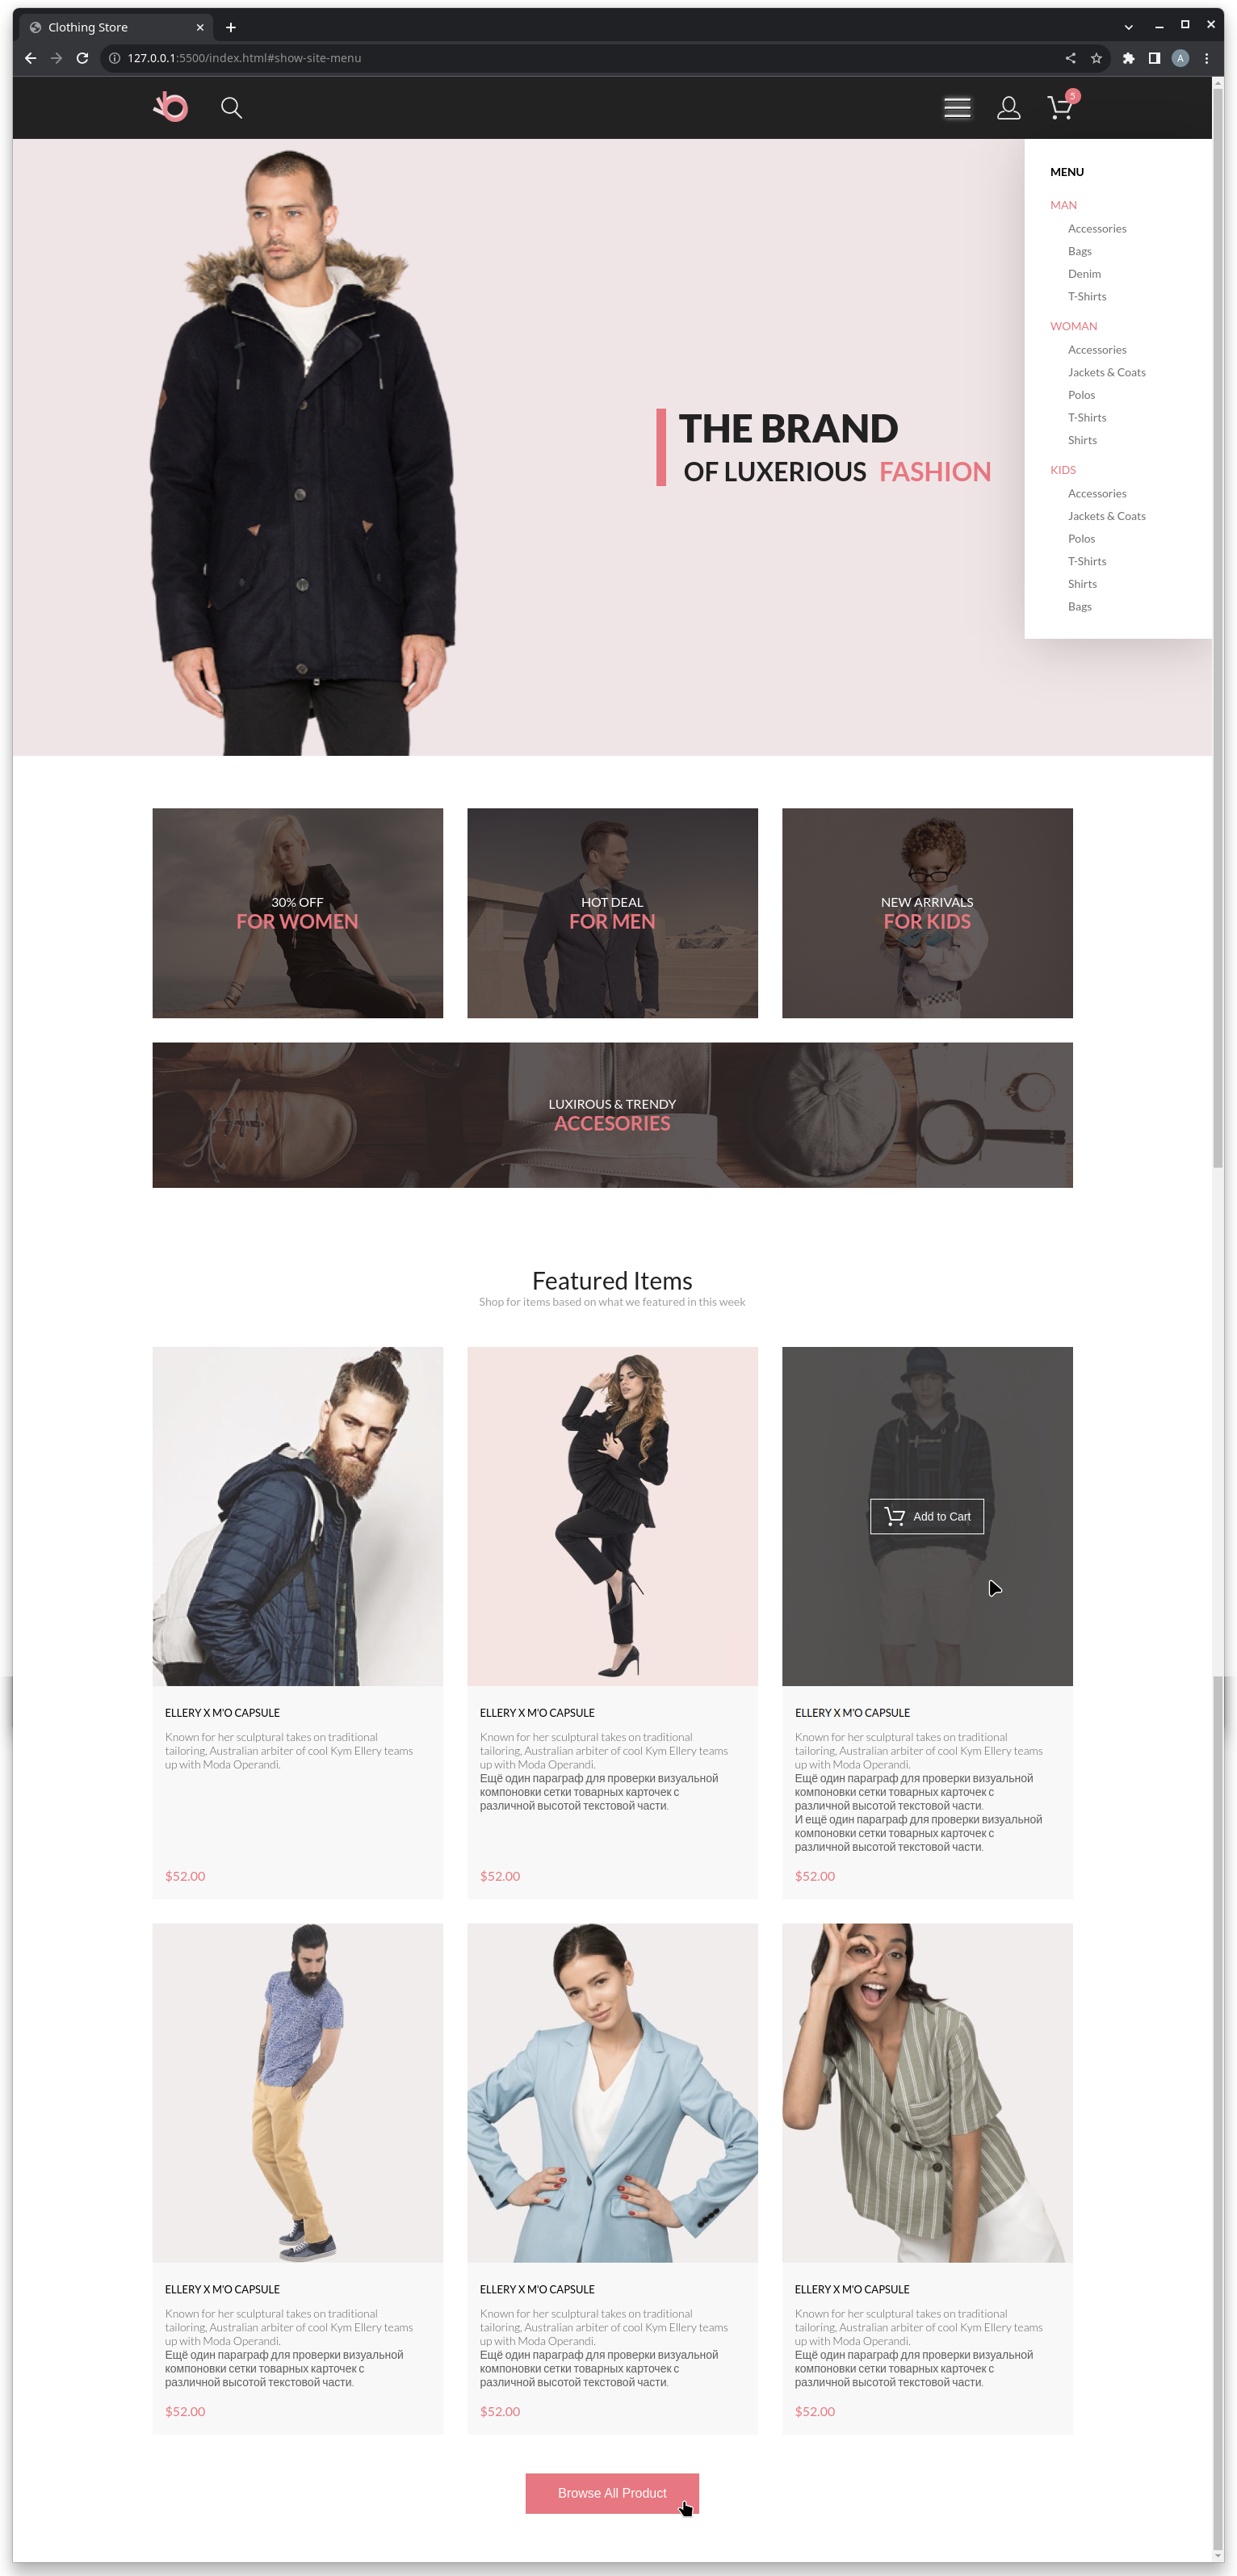 Clothing Store
127.0.0.1:5500/index.html#show-site-menu
A
5
MENU
MAN
Accessories
Bags
Denim
T-Shirts
WOMAN
Accessories
Jackets & Coats
Polos
T-Shirts
Shirts
KIDS
Accessories
Jackets & Coats
Polos
T-Shirts
Shirts
Bags
THE BRAND
OF LUXERIOUS FASHION
30% OFF
FOR WOMEN
HOT DEAL
FOR MEN
NEW ARRIVALS
FOR KIDS
LUXIROUS & TRENDY
ACCESORIES
Featured Items
Shop for items based on what we featured in this week
ELLERY X M'O CAPSULE
Known for her sculptural takes on traditional
tailoring, Australian arbiter of cool Kym Ellery teams
up with Moda Operandi.
$52.00
ELLERY X M'O CAPSULE
Known for her sculptural takes on traditional
tailoring, Australian arbiter of cool Kym Ellery teams
up with Moda Operandi.
Ещё один параграф для проверки визуальной
компоновки сетки товарных карточек с
различной высотой текстовой части.
$52.00
Add to Cart
ELLERY X M'O CAPSULE
Known for her sculptural takes on traditional
tailoring, Australian arbiter of cool Kym Ellery teams
up with Moda Operandi.
Ещё один параграф для проверки визуальной
компоновки сетки товарных карточек с
различной высотой текстовой части.
И ещё один параграф для проверки визуальной
компоновки сетки товарных карточек с
различной высотой текстовой части.
$52.00
ELLERY X M'O CAPSULE
Known for her sculptural takes on traditional
tailoring, Australian arbiter of cool Kym Ellery teams
up with Moda Operandi.
Ещё один параграф для проверки визуальной
компоновки сетки товарных карточек с
различной высотой текстовой части.
$52.00
ELLERY X M'O CAPSULE
Known for her sculptural takes on traditional
tailoring, Australian arbiter of cool Kym Ellery teams
up with Moda Operandi.
Ещё один параграф для проверки визуальной
компоновки сетки товарных карточек с
различной высотой текстовой части.
$52.00
ELLERY X M'O CAPSULE
Known for her sculptural takes on traditional
tailoring, Australian arbiter of cool Kym Ellery teams
up with Moda Operandi.
Ещё один параграф для проверки визуальной
компоновки сетки товарных карточек с
различной высотой текстовой части.
$52.00
Browse All Product